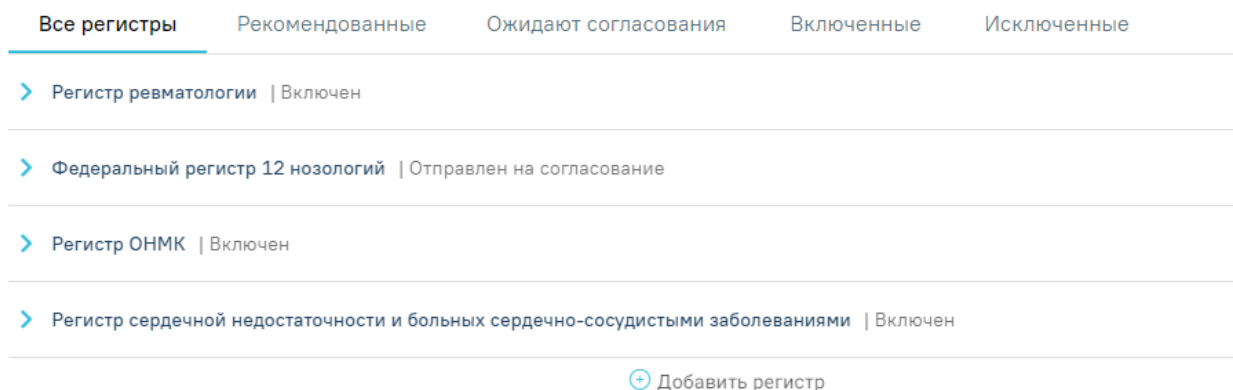 Все регистры Рекомендованные Ожидают согласования Включенные Исключенные
Регистр ревматологии | Включен
Федеральный регистр 12 нозологий | Отправлен на согласование
Регистр ОНМК | Включен
Регистр сердечной недостаточности и больных сердечно-сосудистыми заболеваниями | Включен
Добавить регистр